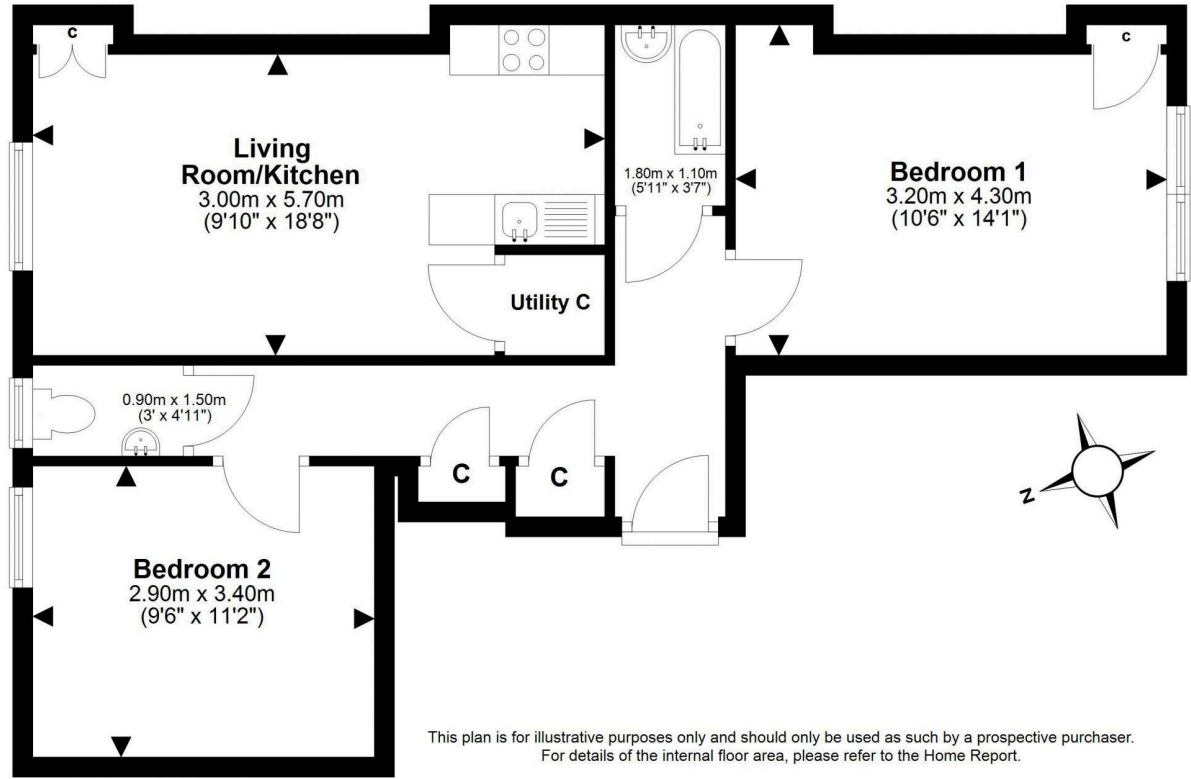 c
c
Living
Room/Kitchen
3.00m x 5.70m
(9'10" x 18'8")
1.80m x 1.10m
(5'11" x 3'7")
Bedroom 1
3.20m x 4.30m
(10'6" x 14'1")
Utility C
0.90m x 1.50m
(3' x 4'11")
C
C
N
Bedroom 2
2.90m x 3.40m
(9'6" x 11'2")
This plan is for illustrative purposes only and should only be used as such by a prospective purchaser.
For details of the internal floor area, please refer to the Home Report.